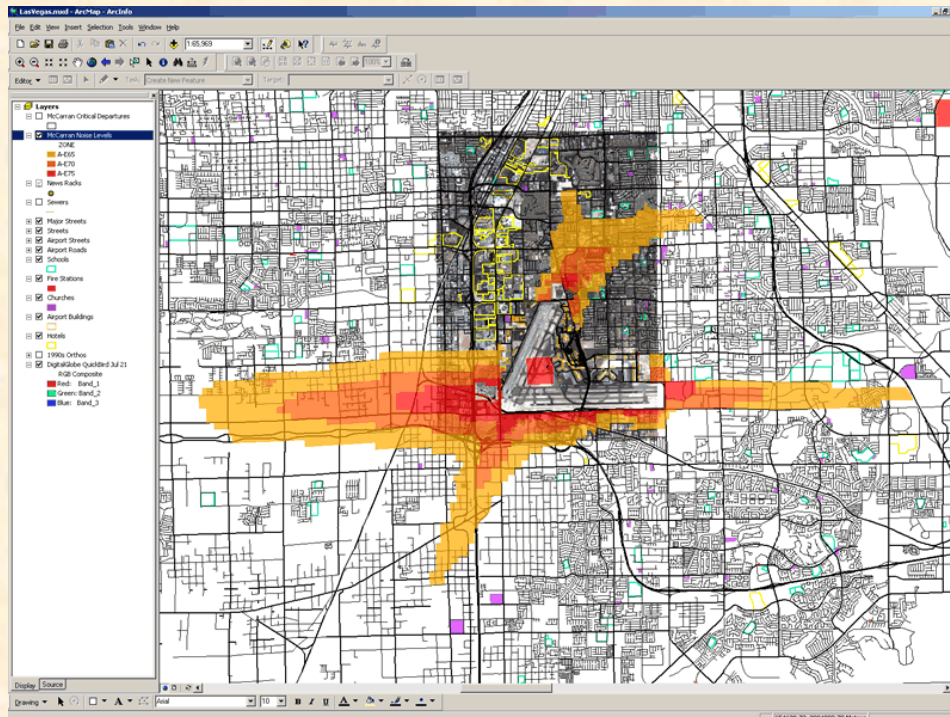 LasVegas.mxd - ArcMap - ArcInfo
File Edit View Insert Selection Tools Window Help
1:65,969
100%
Editor Task: Create New Feature Target:
Layers
McCarran Critical Departures
McCarran Noise Levels
ZONE
A-E65
A-E70
A-E75
News Racks
Sewers
Major Streets
Streets
Airport Streets
Airport Roads
Schools
Fire Stations
Churches
Airport Buildings
Hotels
1990s Orthos
DigitalGlobe QuickBird Jul 21
RGB Composite
Red: Band_1
Green: Band_2
Blue: Band_3
Display Source
Drawing Arial 10 B I U A